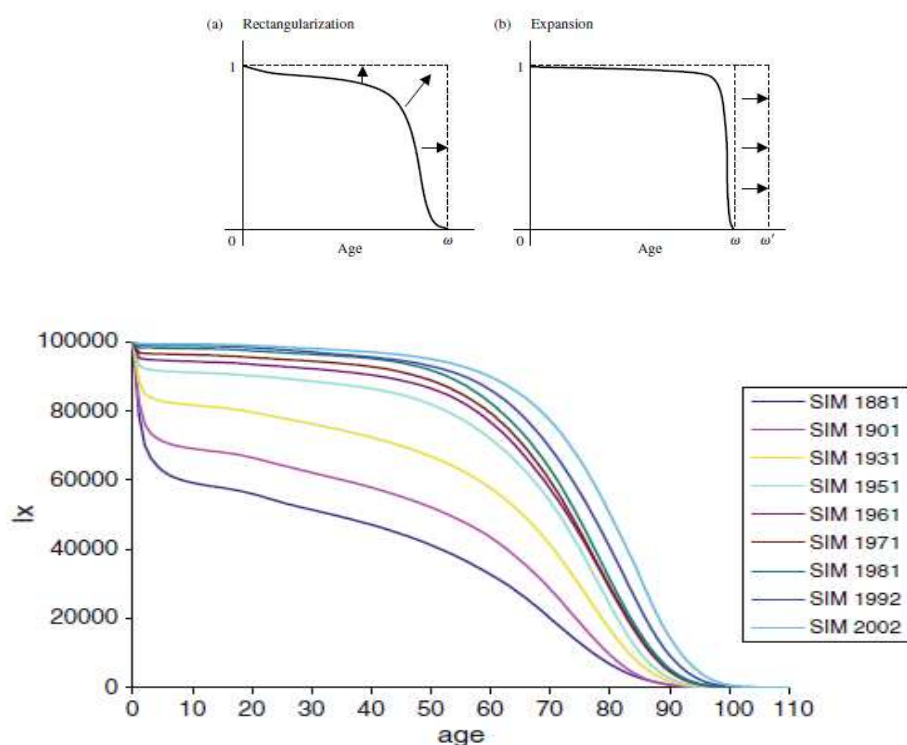 (a) Rectangularization
(b) Expansion
1
0
Age
ω
1
0
Age
ω
ω′
lx
100000
80000
60000
40000
20000
0
0 10 20 30 40 50 60 70 80 90 100 110
age
SIM 1881
SIM 1901
SIM 1931
SIM 1951
SIM 1961
SIM 1971
SIM 1981
SIM 1992
SIM 2002